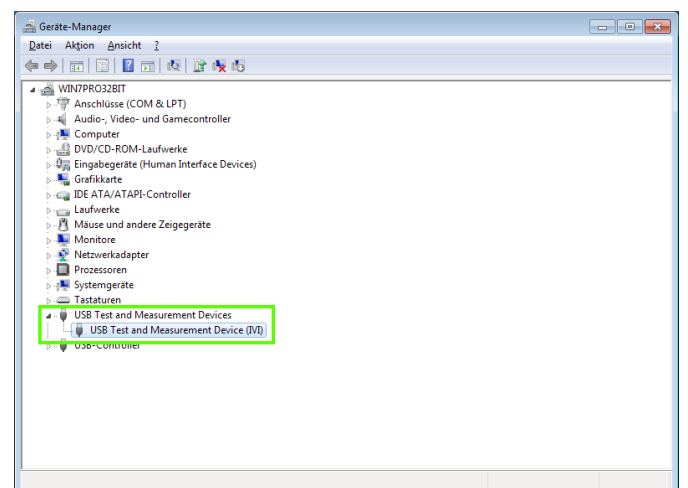 Geräte-Manager
Datei Aktion Ansicht ?
WIN7PRO32BIT
Anschlüsse (COM & LPT)
Audio-, Video- und Gamecontroller
Computer
DVD/CD-ROM-Laufwerke
Eingabegeräte (Human Interface Devices)
Grafikkarte
IDE ATA/ATAPI-Controller
Laufwerke
Mäuse und andere Zeigegeräte
Monitore
Netzwerkadapter
Prozessoren
Systemgeräte
Tastaturen
USB Test and Measurement Devices
USB Test and Measurement Device (IVI)
USB-Controller